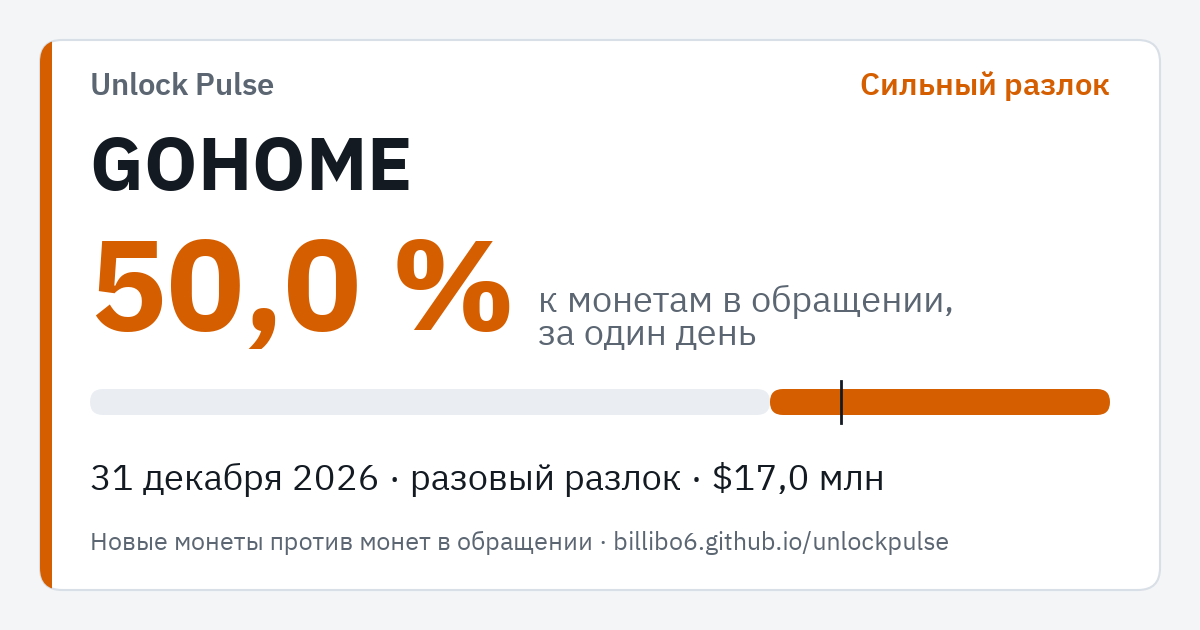 Unlock Pulse
Сильный разлок
GOHOME
50,0 %
к монетам в обращении,
за один день
31 декабря 2026 · разовый разлок · $17,0 млн
Новые монеты против монет в обращении · billibo6.github.io/unlockpulse